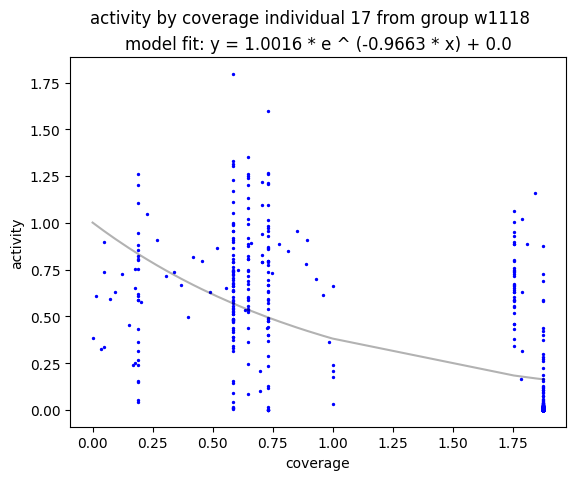 activity by coverage individual 17 from group w1118
model fit: y = 1.0016 * e ^ (-0.9663 * x) + 0.0
1.75
1.50
1.25
1.00
0.75
0.50
0.25
0.00
activity
0.00 0.25 0.50 0.75 1.00 1.25 1.50 1.75
coverage